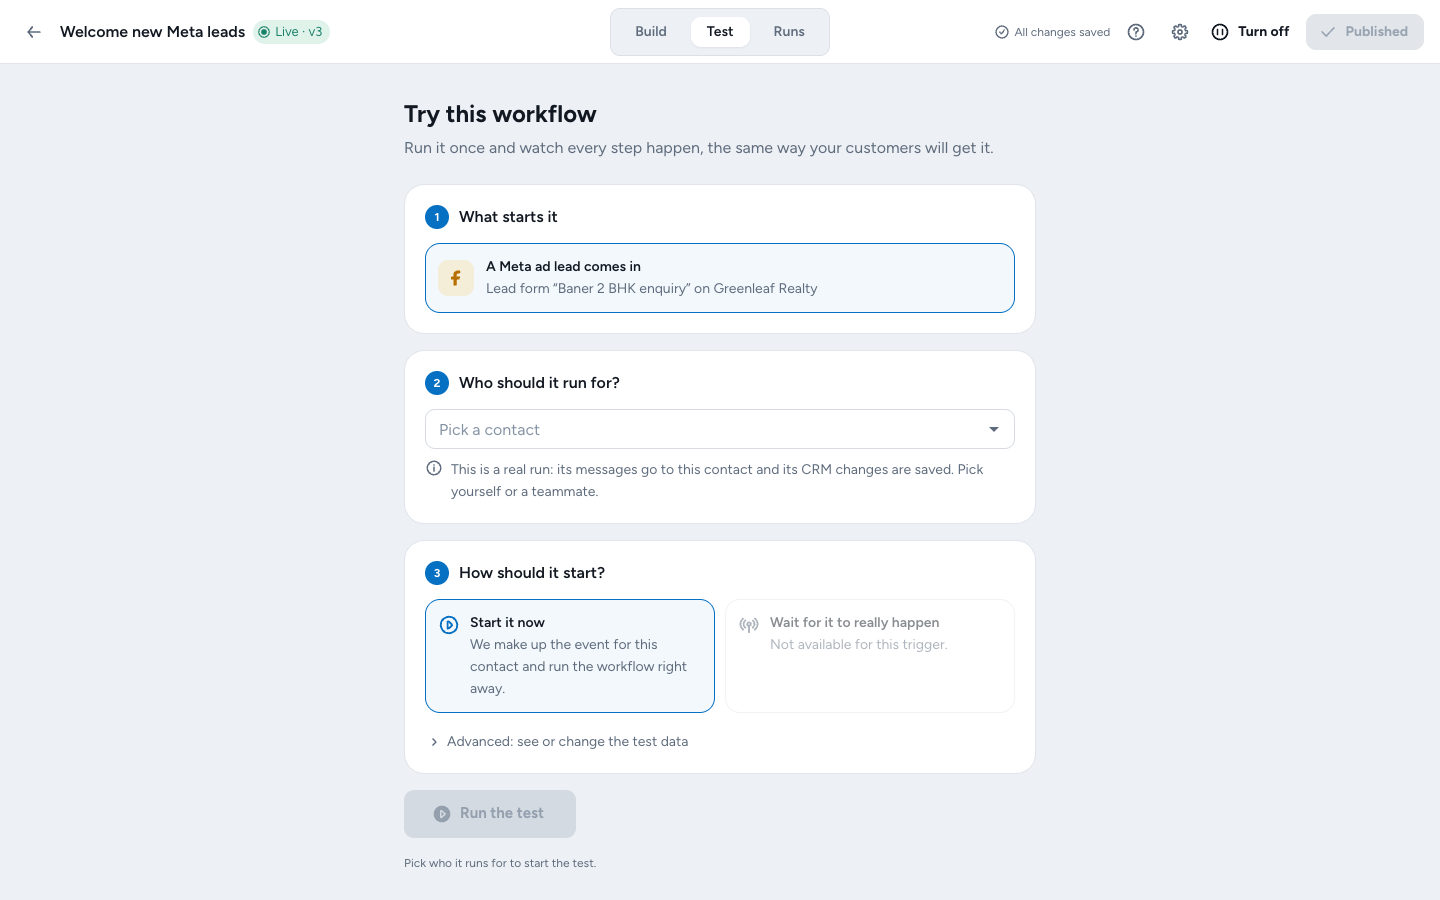 Welcome new Meta leads
Live · v3
Build
Test
Runs
All changes saved
Turn off
Published
Try this workflow
Run it once and watch every step happen, the same way your customers will get it.
1
What starts it
A Meta ad lead comes in
Lead form “Baner 2 BHK enquiry” on Greenleaf Realty
2
Who should it run for?
Pick a contact
This is a real run: its messages go to this contact and its CRM changes are saved. Pick
yourself or a teammate.
3
How should it start?
Start it now
We make up the event for this
contact and run the workflow right
away.
Wait for it to really happen
Not available for this trigger.
Advanced: see or change the test data
Run the test
Pick who it runs for to start the test.